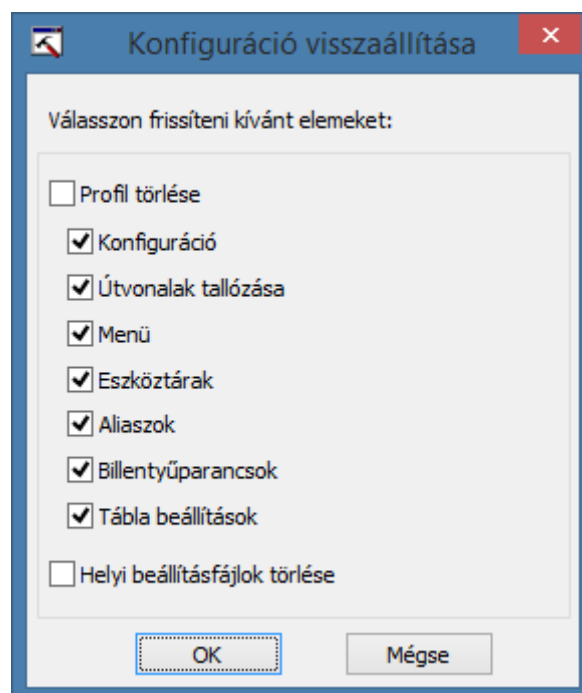 Konfiguráció visszaállítása
Válasszon frissíteni kívánt elemeket:
Profil törlése
Konfiguráció
Útvonalak tallózása
Menü
Eszköztárak
Aliaszok
Billentyűparancsok
Tábla beállítások
Helyi beállításfájlok törlése
OK Mégse